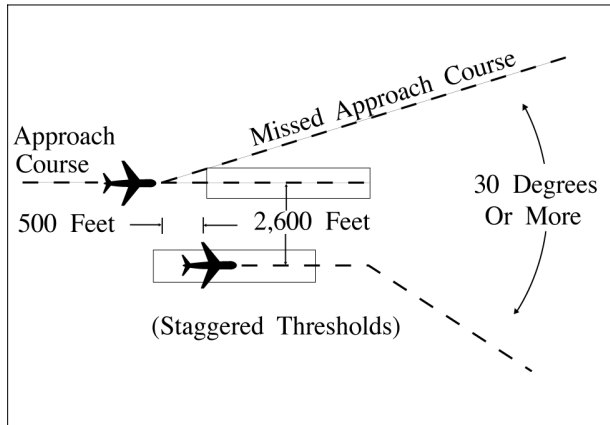 Missed Approach Course
Approach
Course
500 Feet
2,600 Feet
30 Degrees
Or More
(Staggered Thresholds)